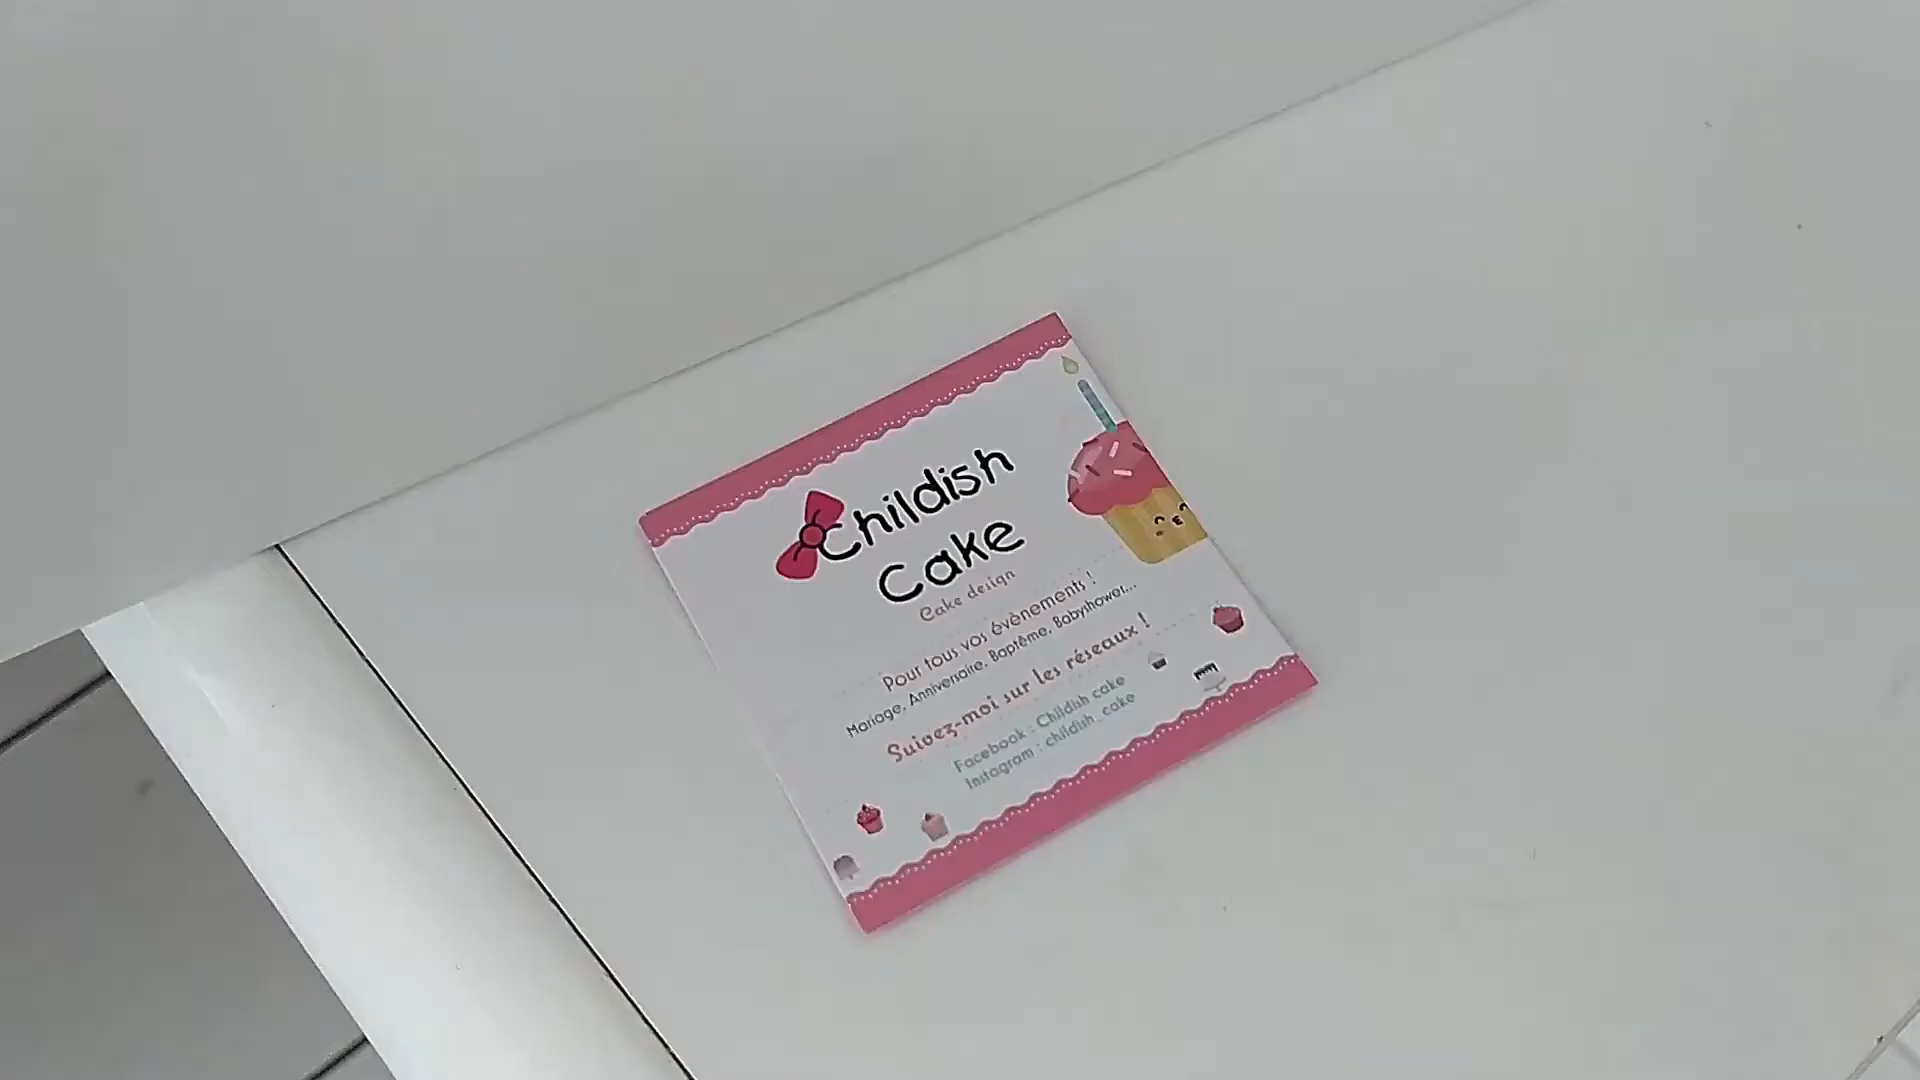 Childish
Cake
Cake design
Pour tous vos évènements !
Mariage, Anniversaire, Baptême, Babyshower...
Suivez-moi sur les réseaux !
Facebook : Childish cake
Instagram : childish_cake